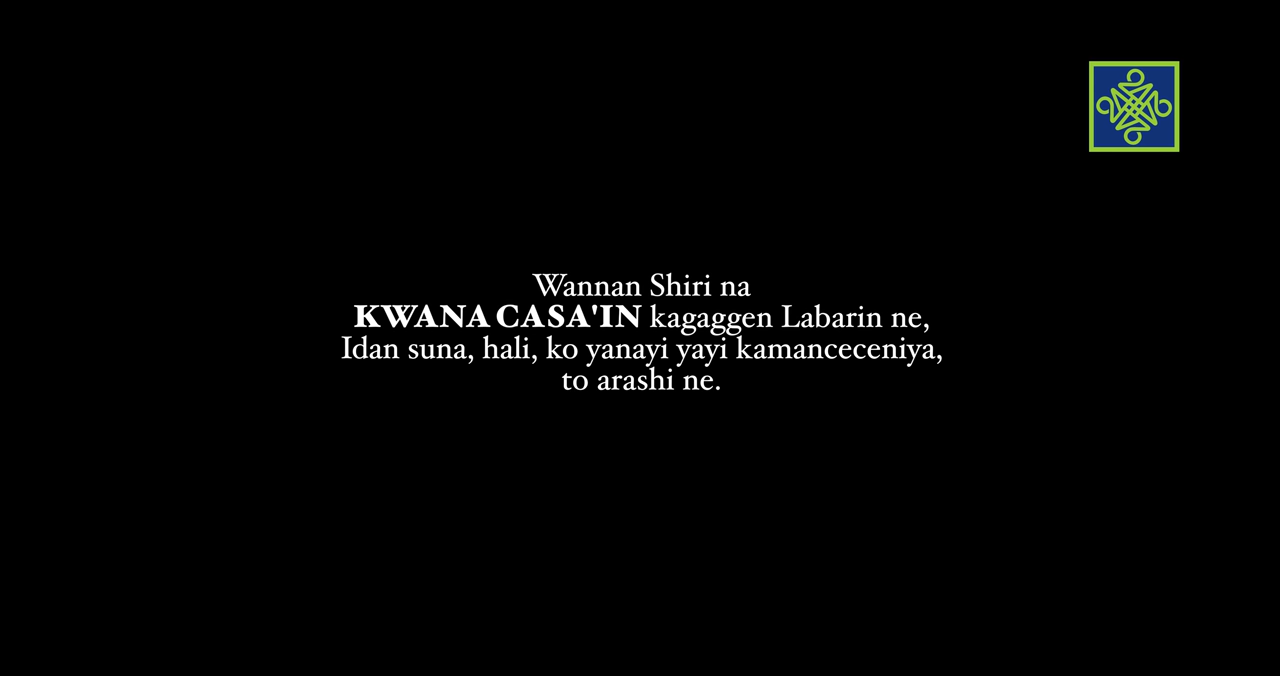 Wannan Shiri na
KWANA CASA'IN kagaggen Labarin ne,
Idan suna, hali, ko yanayi yayi kamanceceniya,
to arashi ne.